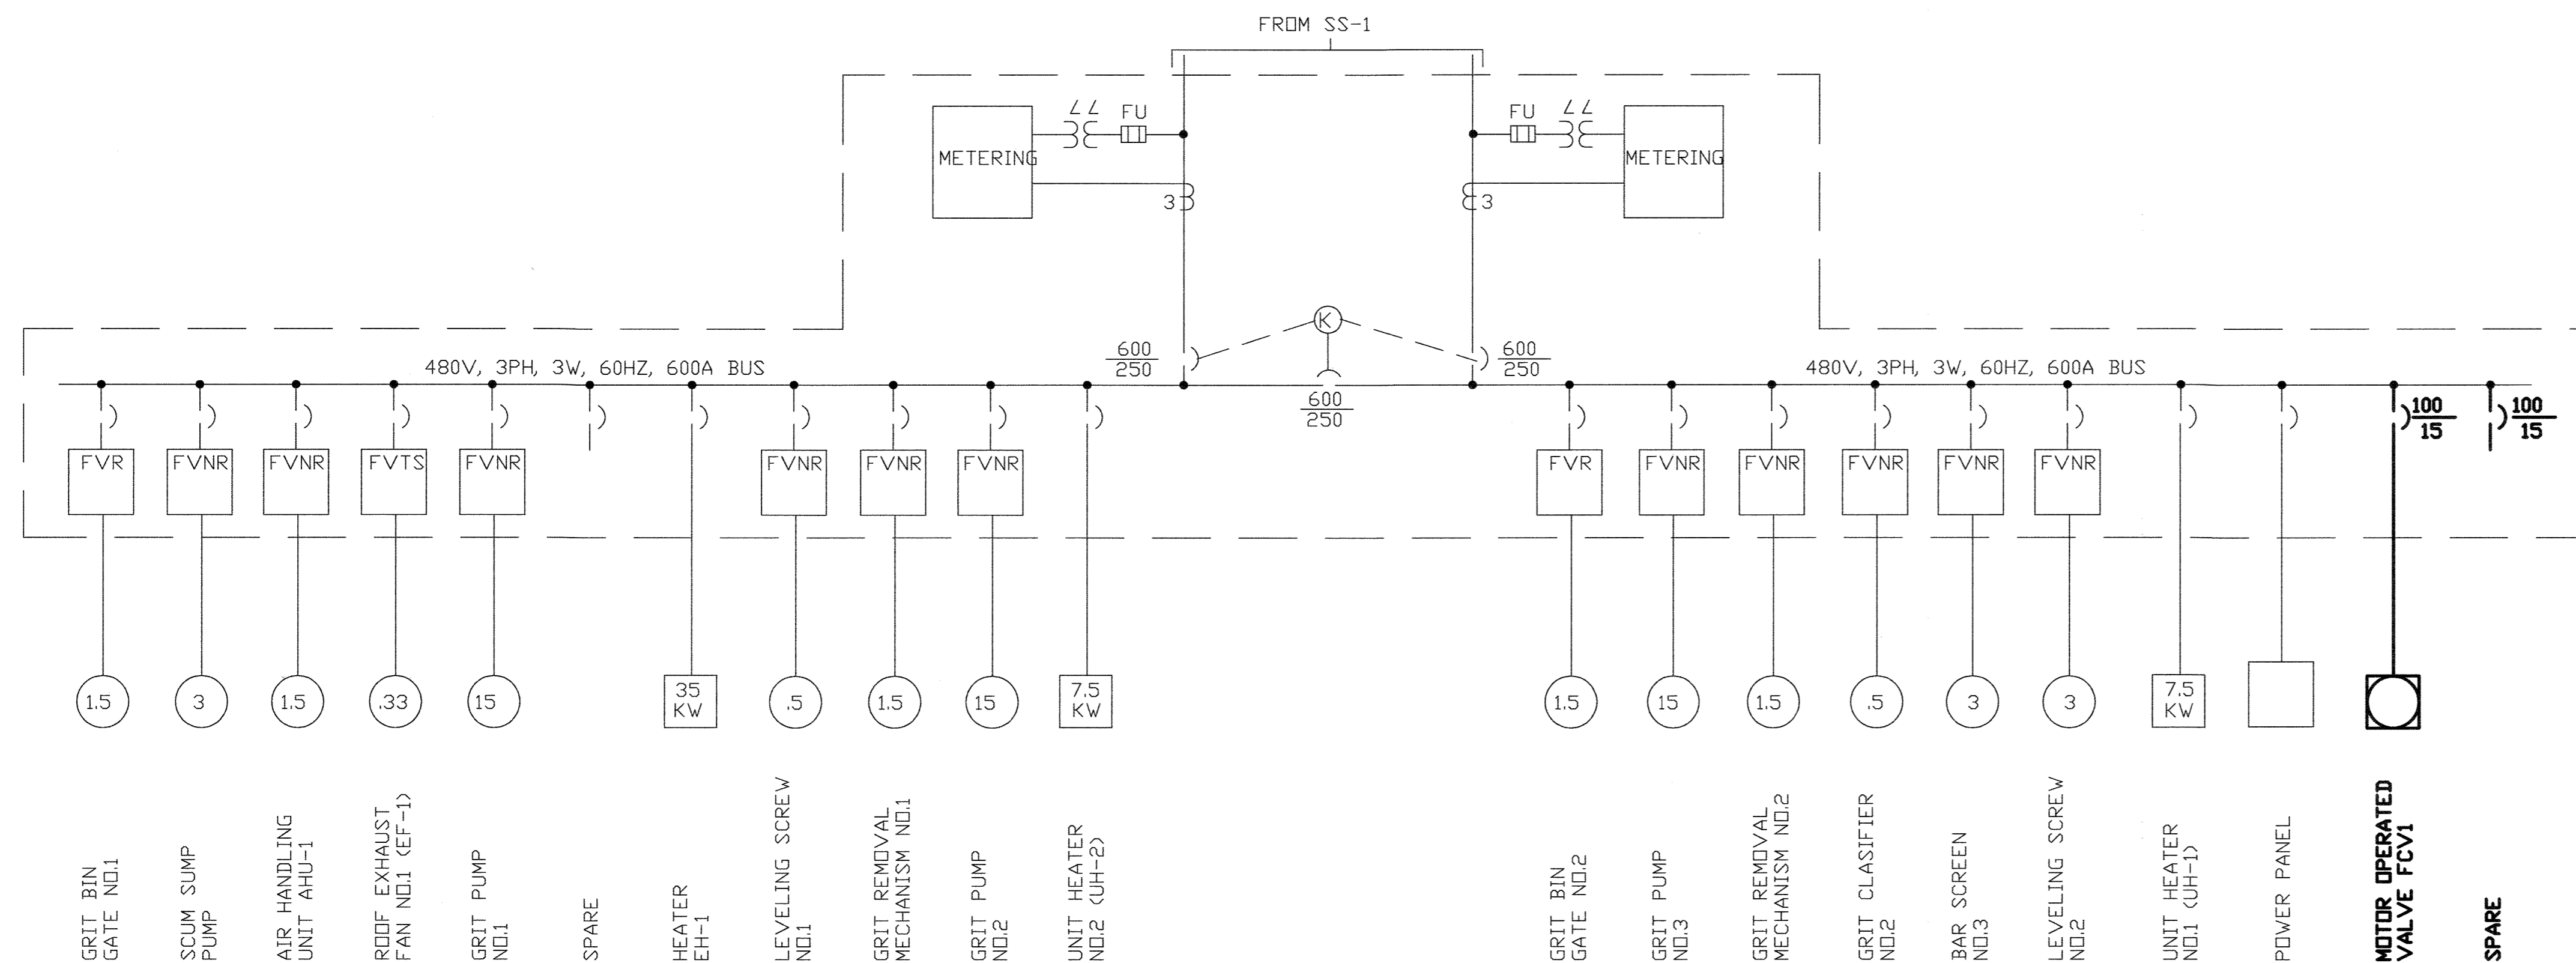 FROM SS-1
FU
FU
METERING
METERING
3
3
K
600
250
600
250
480V, 3PH, 3W, 60HZ, 600A BUS
480V, 3PH, 3W, 60HZ, 600A BUS
600
250
100
15
100
15
FVR
FVNR
FVNR
FVTS
FVNR
FVNR
FVNR
FVNR
FVR
FVNR
FVNR
FVNR
FVNR
FVNR
1.5
3
1.5
.33
15
35
KW
.5
1.5
15
7.5
KW
1.5
15
1.5
.5
3
3
7.5
KW
GRIT BIN
GATE NO.1
SCUM SUMP
PUMP
AIR HANDLING
UNIT AHU-1
ROOF EXHAUST
FAN NO.1 (EF-1)
GRIT PUMP
NO.1
SPARE
HEATER
EH-1
LEVELING SCREW
NO.1
GRIT REMOVAL
MECHANISM NO.1
GRIT PUMP
NO.2
UNIT HEATER
NO.2 (UH-2)
GRIT BIN
GATE NO.2
GRIT PUMP
NO.3
GRIT REMOVAL
MECHANISM NO.2
GRIT CLASIFIER
NO.2
BAR SCREEN
NO.3
LEVELING SCREW
NO.2
UNIT HEATER
NO.1 (UH-1)
POWER PANEL
MOTOR OPERATED
VALVE FCV1
SPARE